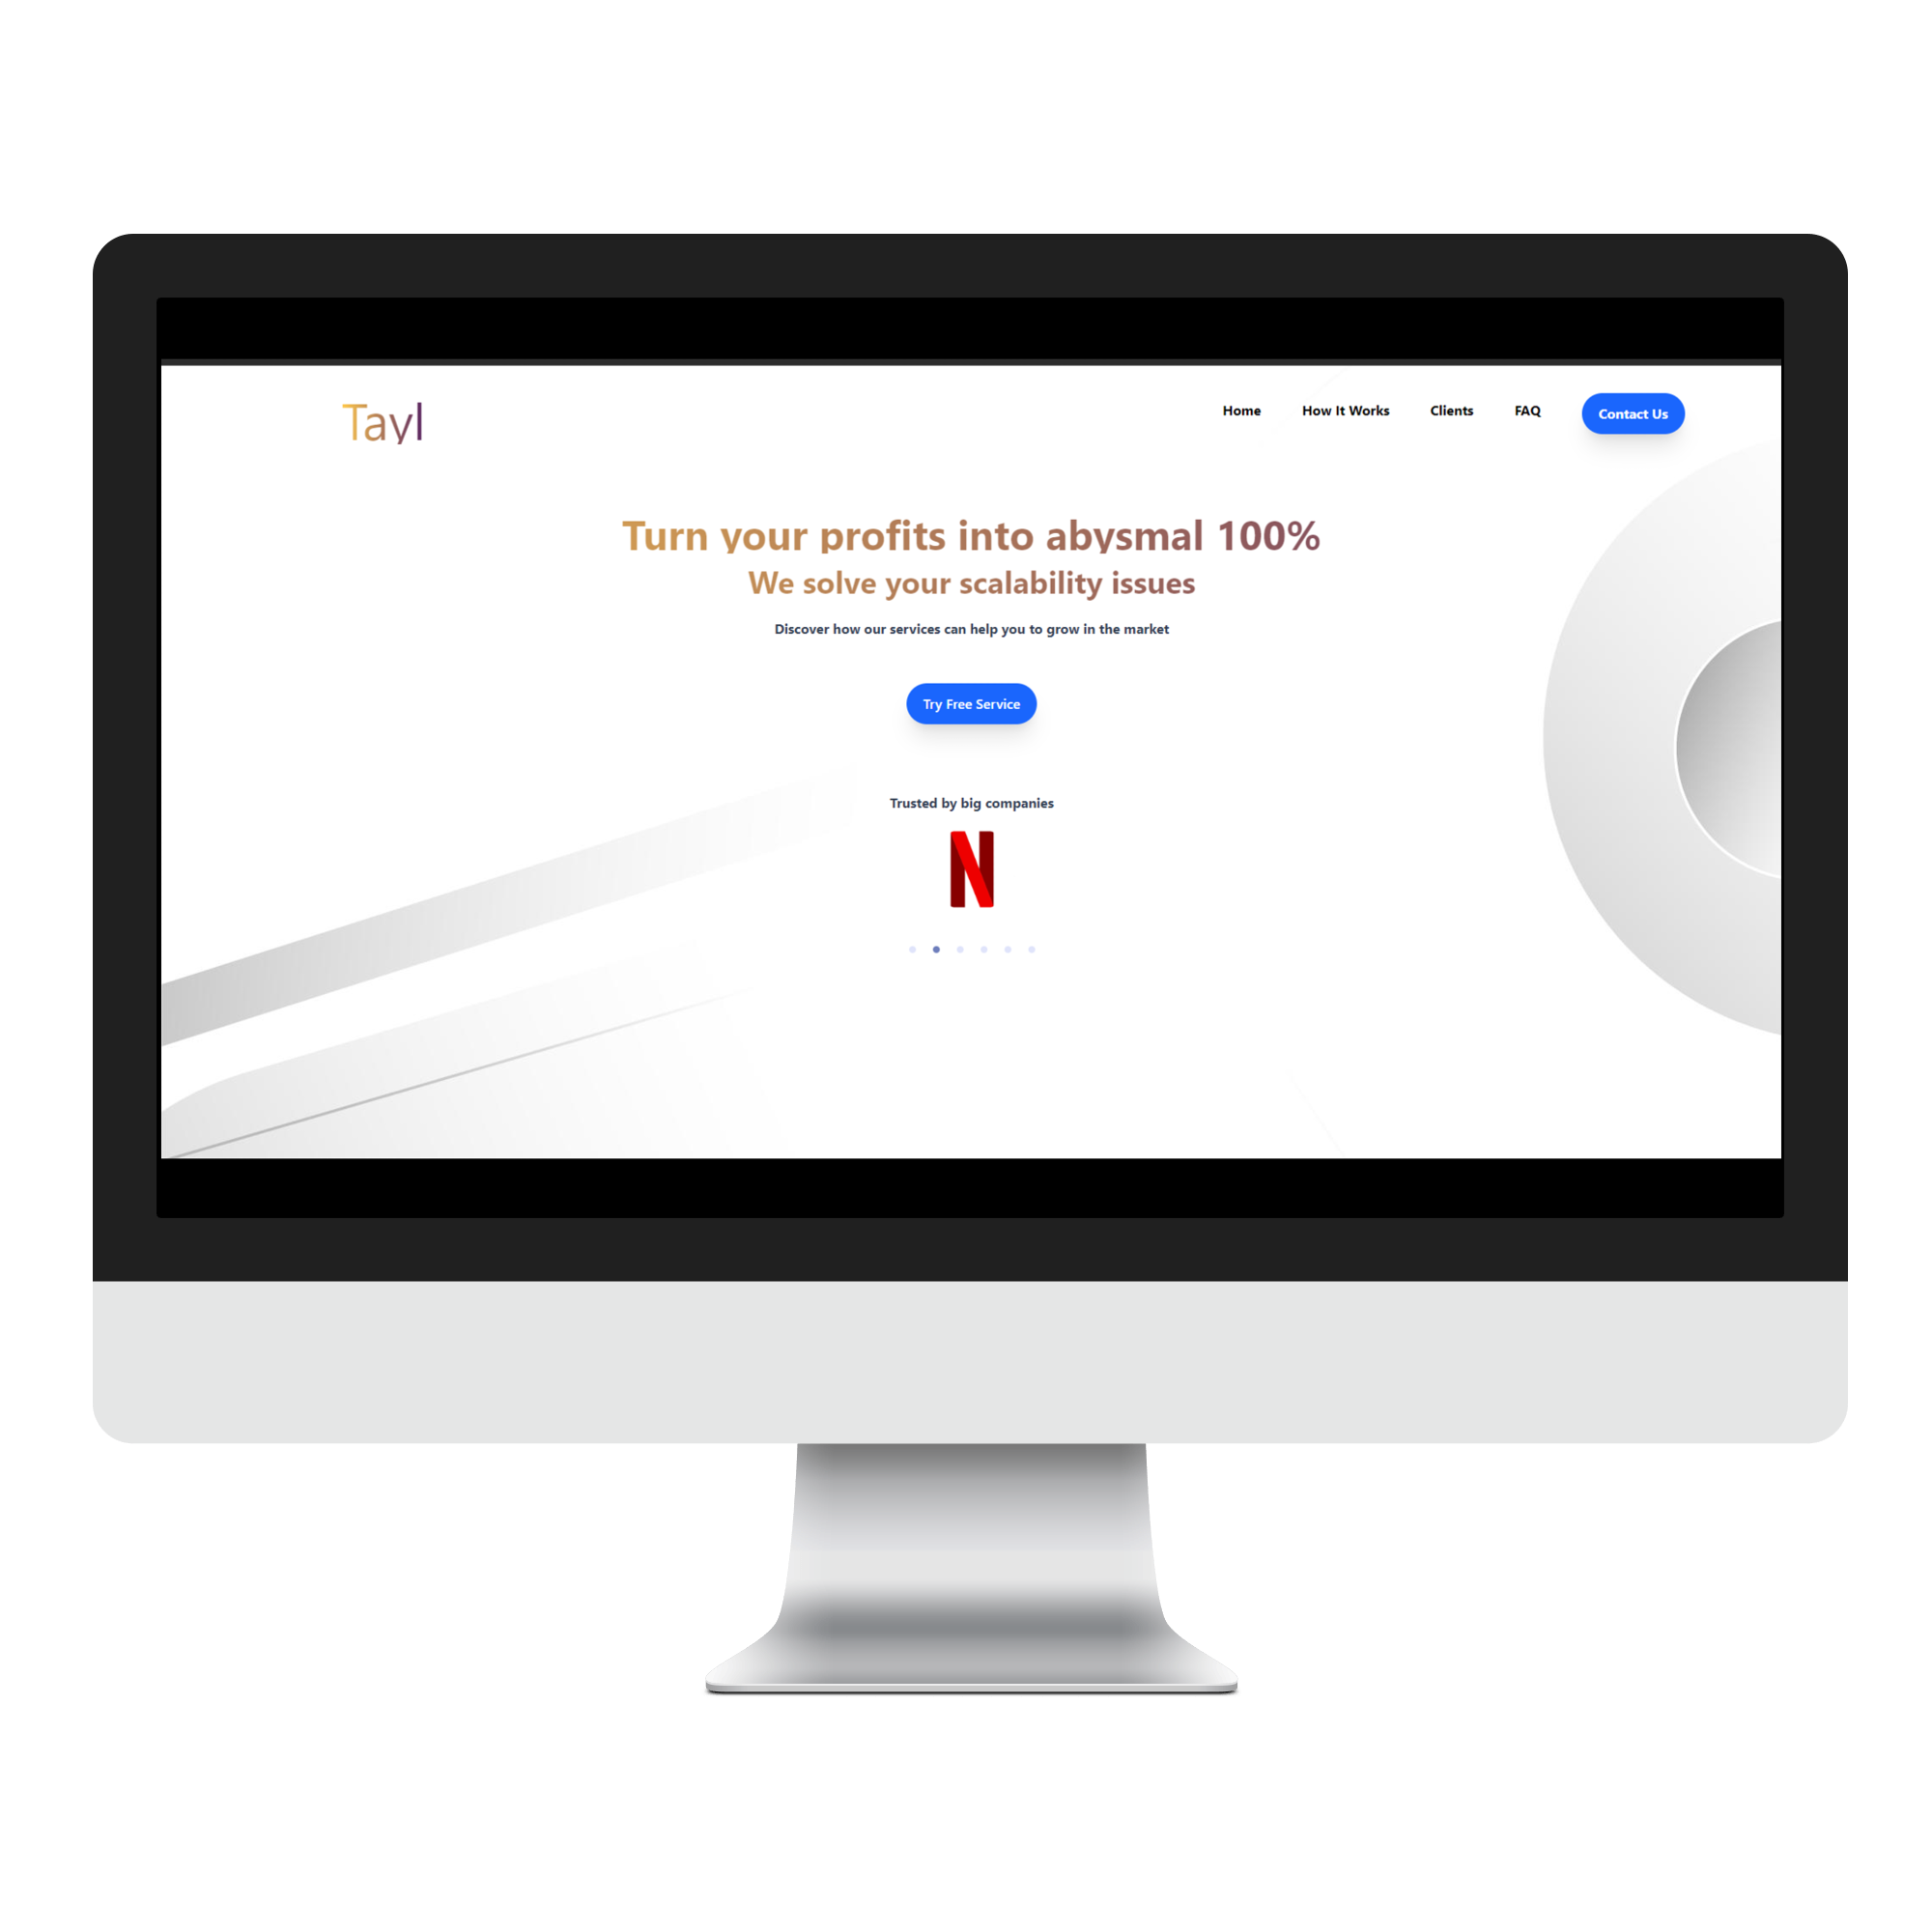 Tayl
Home How It Works Clients FAQ Contact Us
Turn your profits into abysmal 100%
We solve your scalability issues
Discover how our services can help you to grow in the market
Try Free Service
Trusted by big companies
N